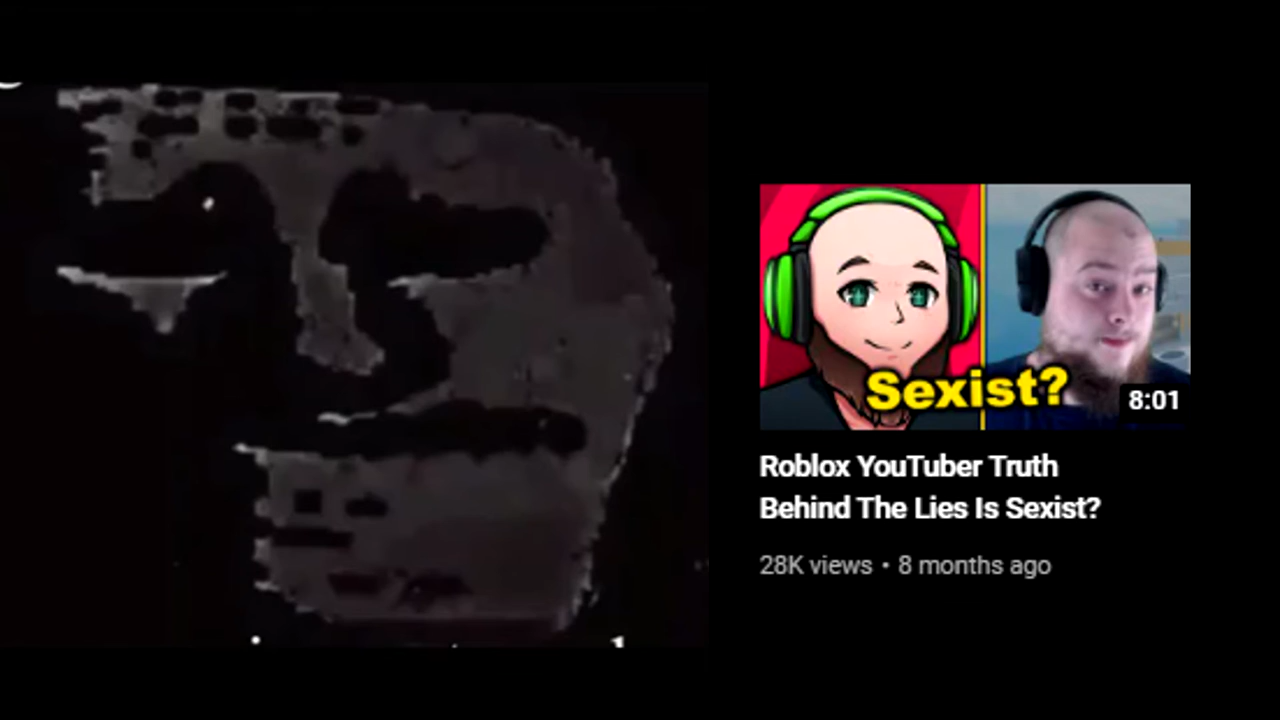 Sexist?
8:01
Roblox YouTuber Truth
Behind The Lies Is Sexist?
28K views • 8 months ago